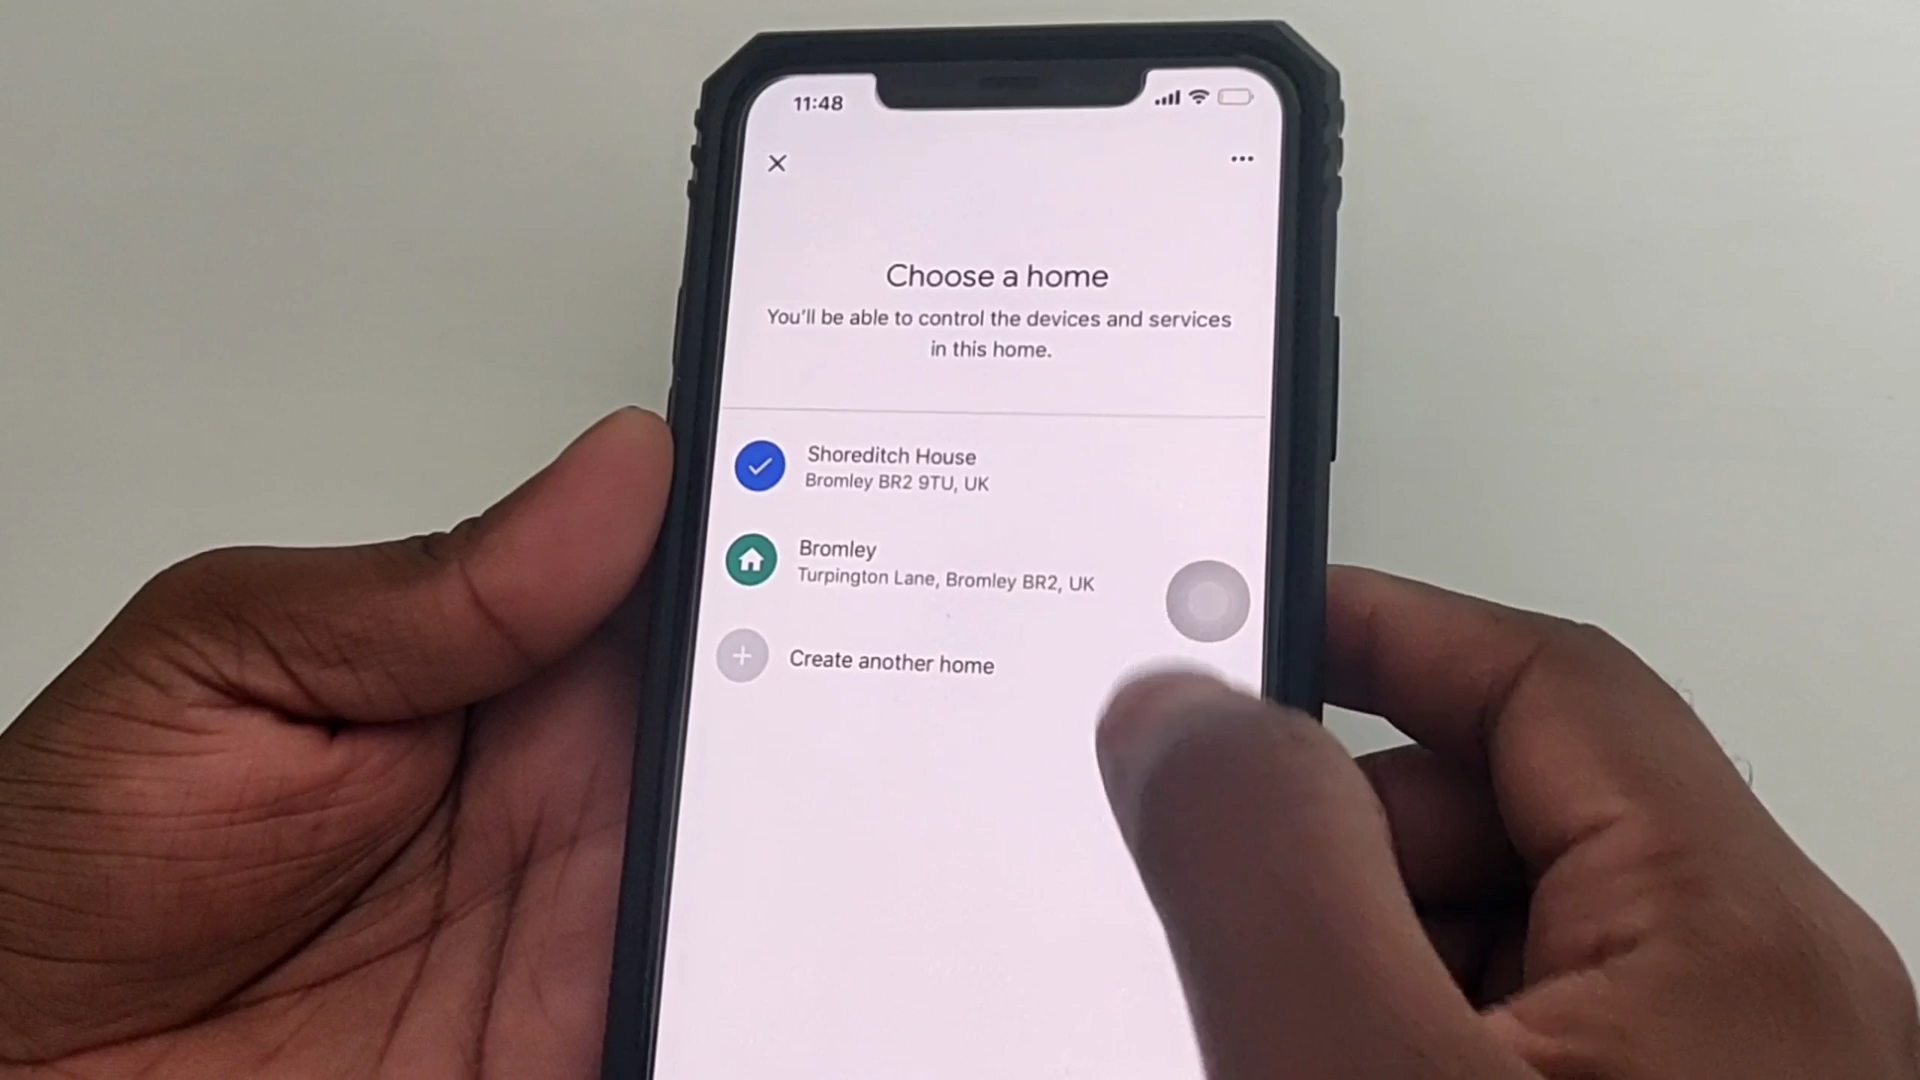 11:48
Choose a home
You'll be able to control the devices and services
in this home.
Shoreditch House
Bromley BR2 9TU, UK
Bromley
Turpington Lane, Bromley BR2, UK
Create another home